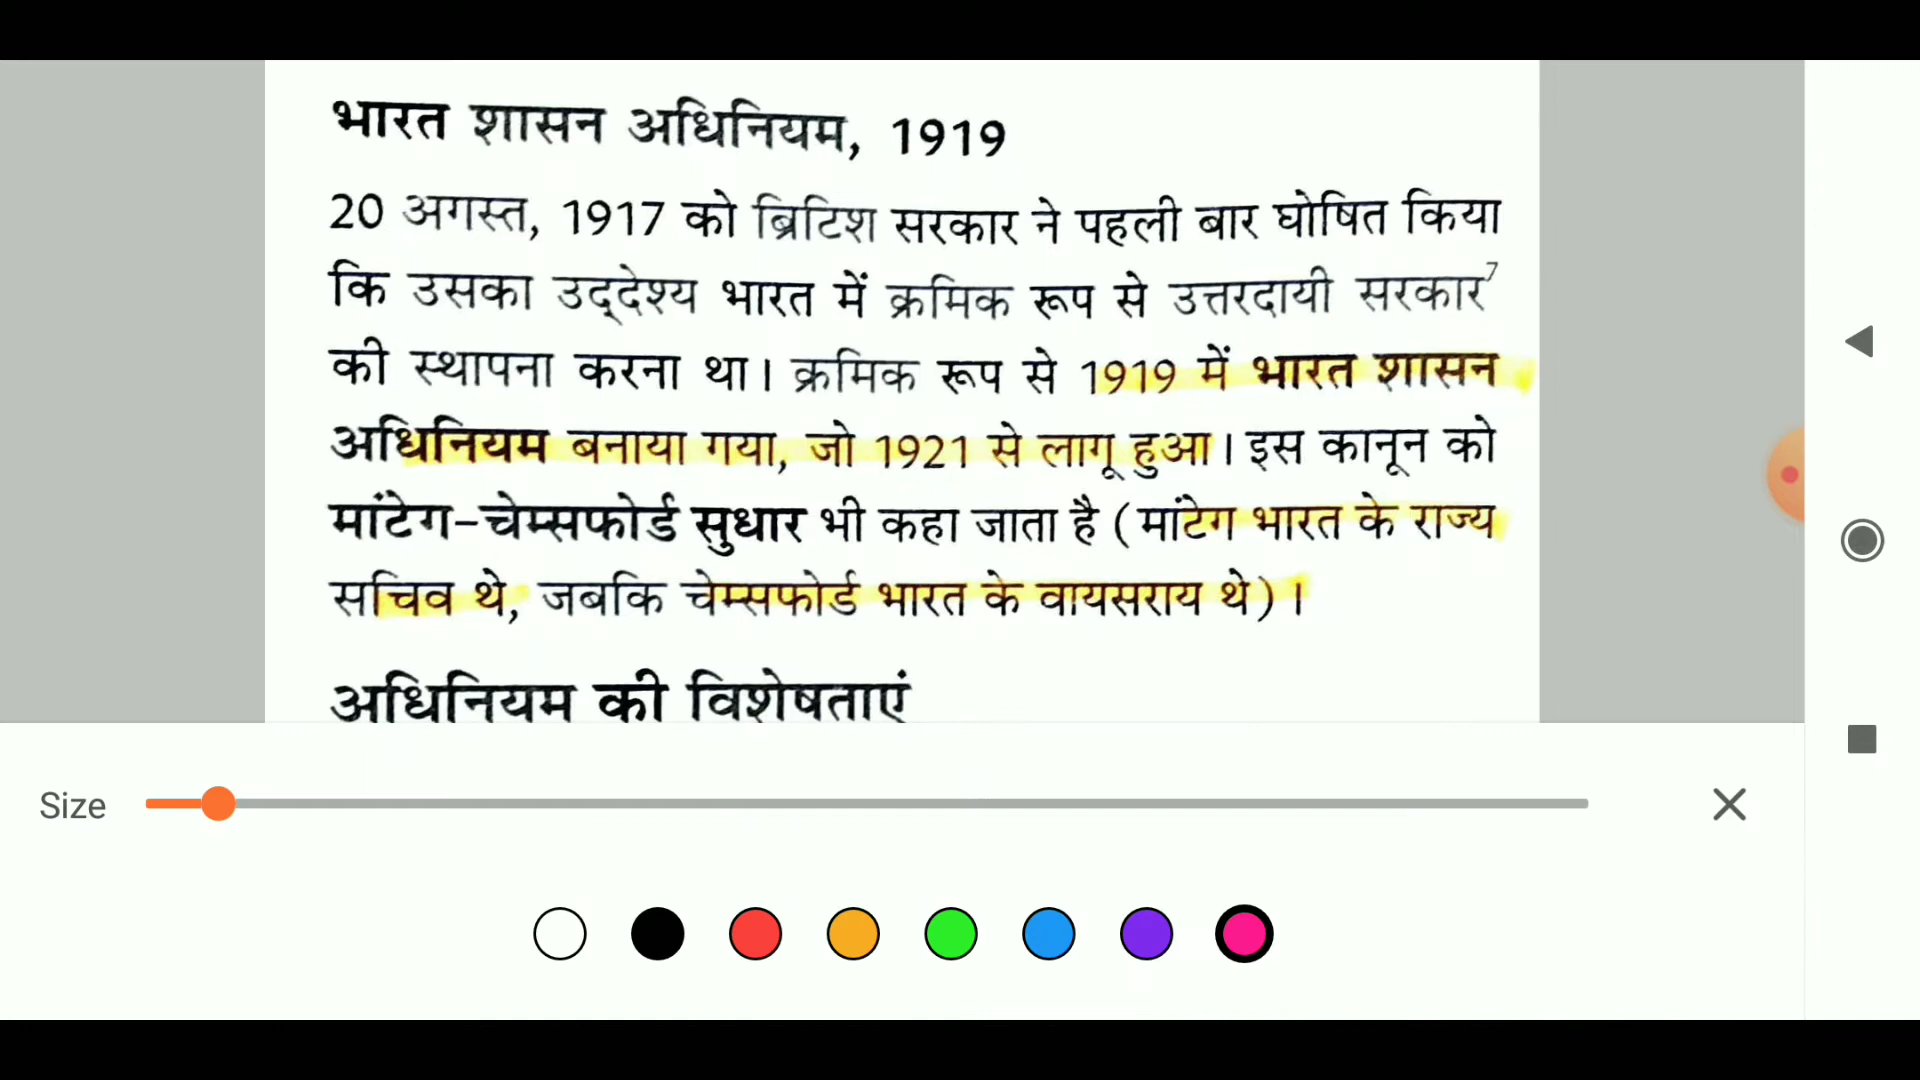 भारत शासन अधिनियम, 1919
20 अगस्त, 1917 को ब्रिटिश सरकार ने पहली बार घोषित किया
कि उसका उद्देश्य भारत में क्रमिक रूप से उत्तरदायी सरकार⁷
की स्थापना करना था। क्रमिक रूप से 1919 में भारत शासन
अधिनियम बनाया गया, जो 1921 से लागू हुआ। इस कानून को
मांटेग-चेम्सफोर्ड सुधार भी कहा जाता है (मांटेग भारत के राज्य
सचिव थे, जबकि चेम्सफोर्ड भारत के वायसराय थे)।
अधिनियम की विशेषताएं
Size